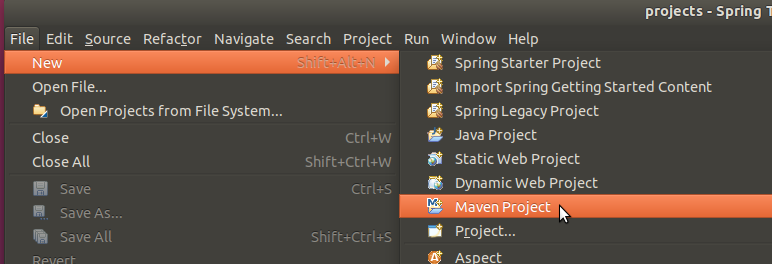 projects - Spring T
File Edit Source Refactor Navigate Search Project Run Window Help
New Shift+Alt+N
Open File...
Open Projects from File System...
Close Ctrl+W
Close All Shift+Ctrl+W
Save Ctrl+S
Save As...
Save All Shift+Ctrl+S
Revert
Spring Starter Project
Import Spring Getting Started Content
Spring Legacy Project
Java Project
Static Web Project
Dynamic Web Project
Maven Project
Project...
Aspect